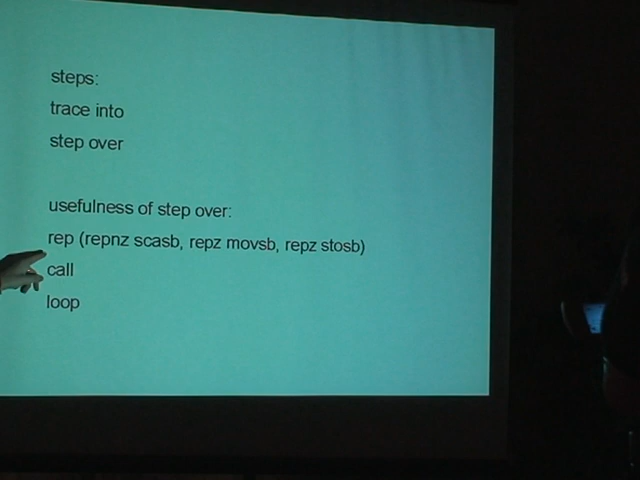 steps:
trace into
step over
usefulness of step over:
rep (repnz scasb, repz movsb, repz stosb)
call
loop